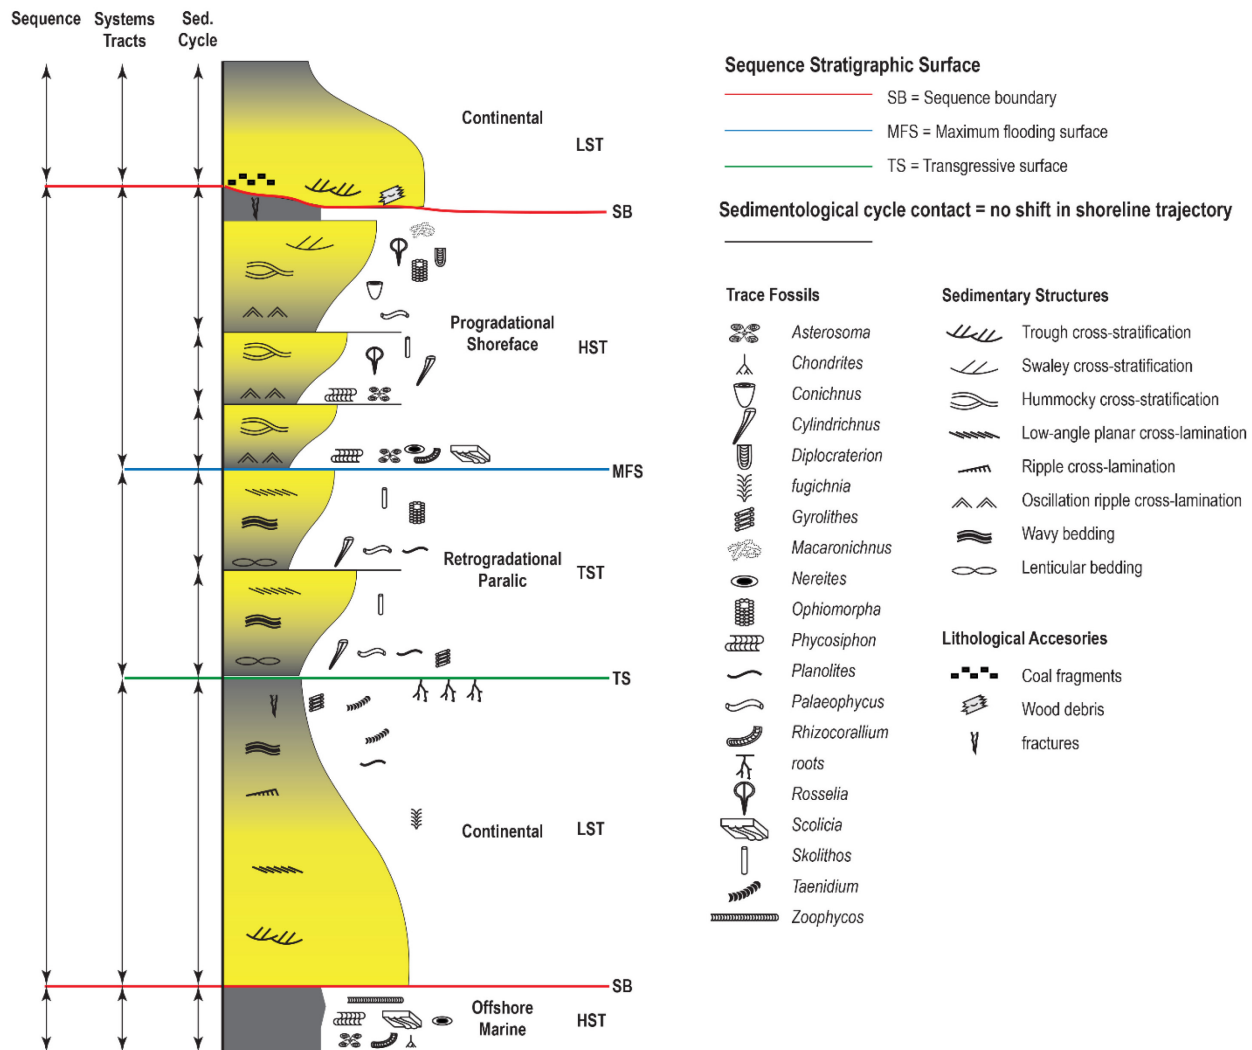 Sequence
Systems
Tracts
Sed.
Cycle
Continental
LST
SB
Progradational
Shoreface
HST
MFS
Retrogradational
Paralic
TST
TS
Continental
LST
SB
Offshore
Marine
HST
Sequence Stratigraphic Surface
SB = Sequence boundary
MFS = Maximum flooding surface
TS = Transgressive surface
Sedimentological cycle contact = no shift in shoreline trajectory
Trace Fossils
Asterosoma
Chondrites
Conichnus
Cylindrichnus
Diplocraterion
fugichnia
Gyrolithes
Macaronichnus
Nereites
Ophiomorpha
Phycosiphon
Planolites
Palaeophycus
Rhizocorallium
roots
Rosselia
Scolicia
Skolithos
Taenidium
Zoophycos
Sedimentary Structures
Trough cross-stratification
Swaley cross-stratification
Hummocky cross-stratification
Low-angle planar cross-lamination
Ripple cross-lamination
Oscillation ripple cross-lamination
Wavy bedding
Lenticular bedding
Lithological Accesories
Coal fragments
Wood debris
fractures